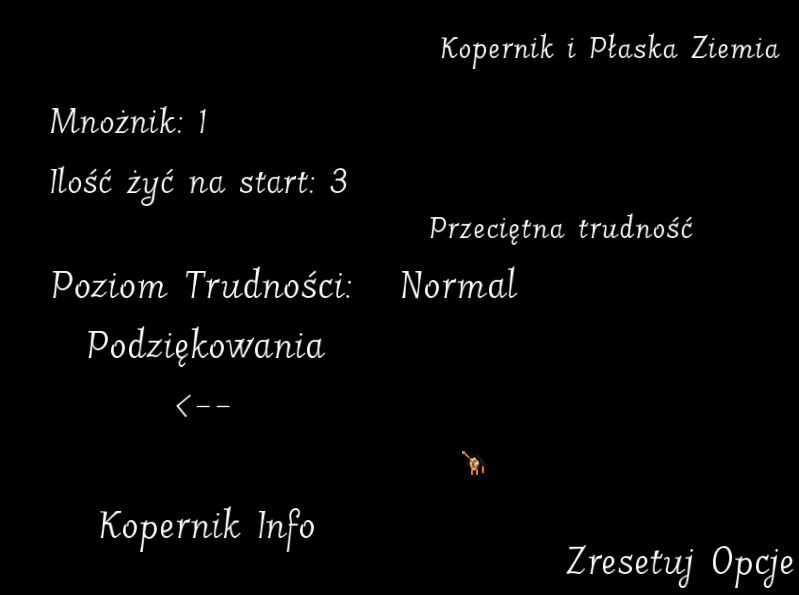 Kopernik i Płaska Ziemia
Mnożnik: 1
Ilość żyć na start: 3
Przeciętna trudność
Poziom Trudności: Normal
Podziękowania
<--
Kopernik Info
Zresetuj Opcje